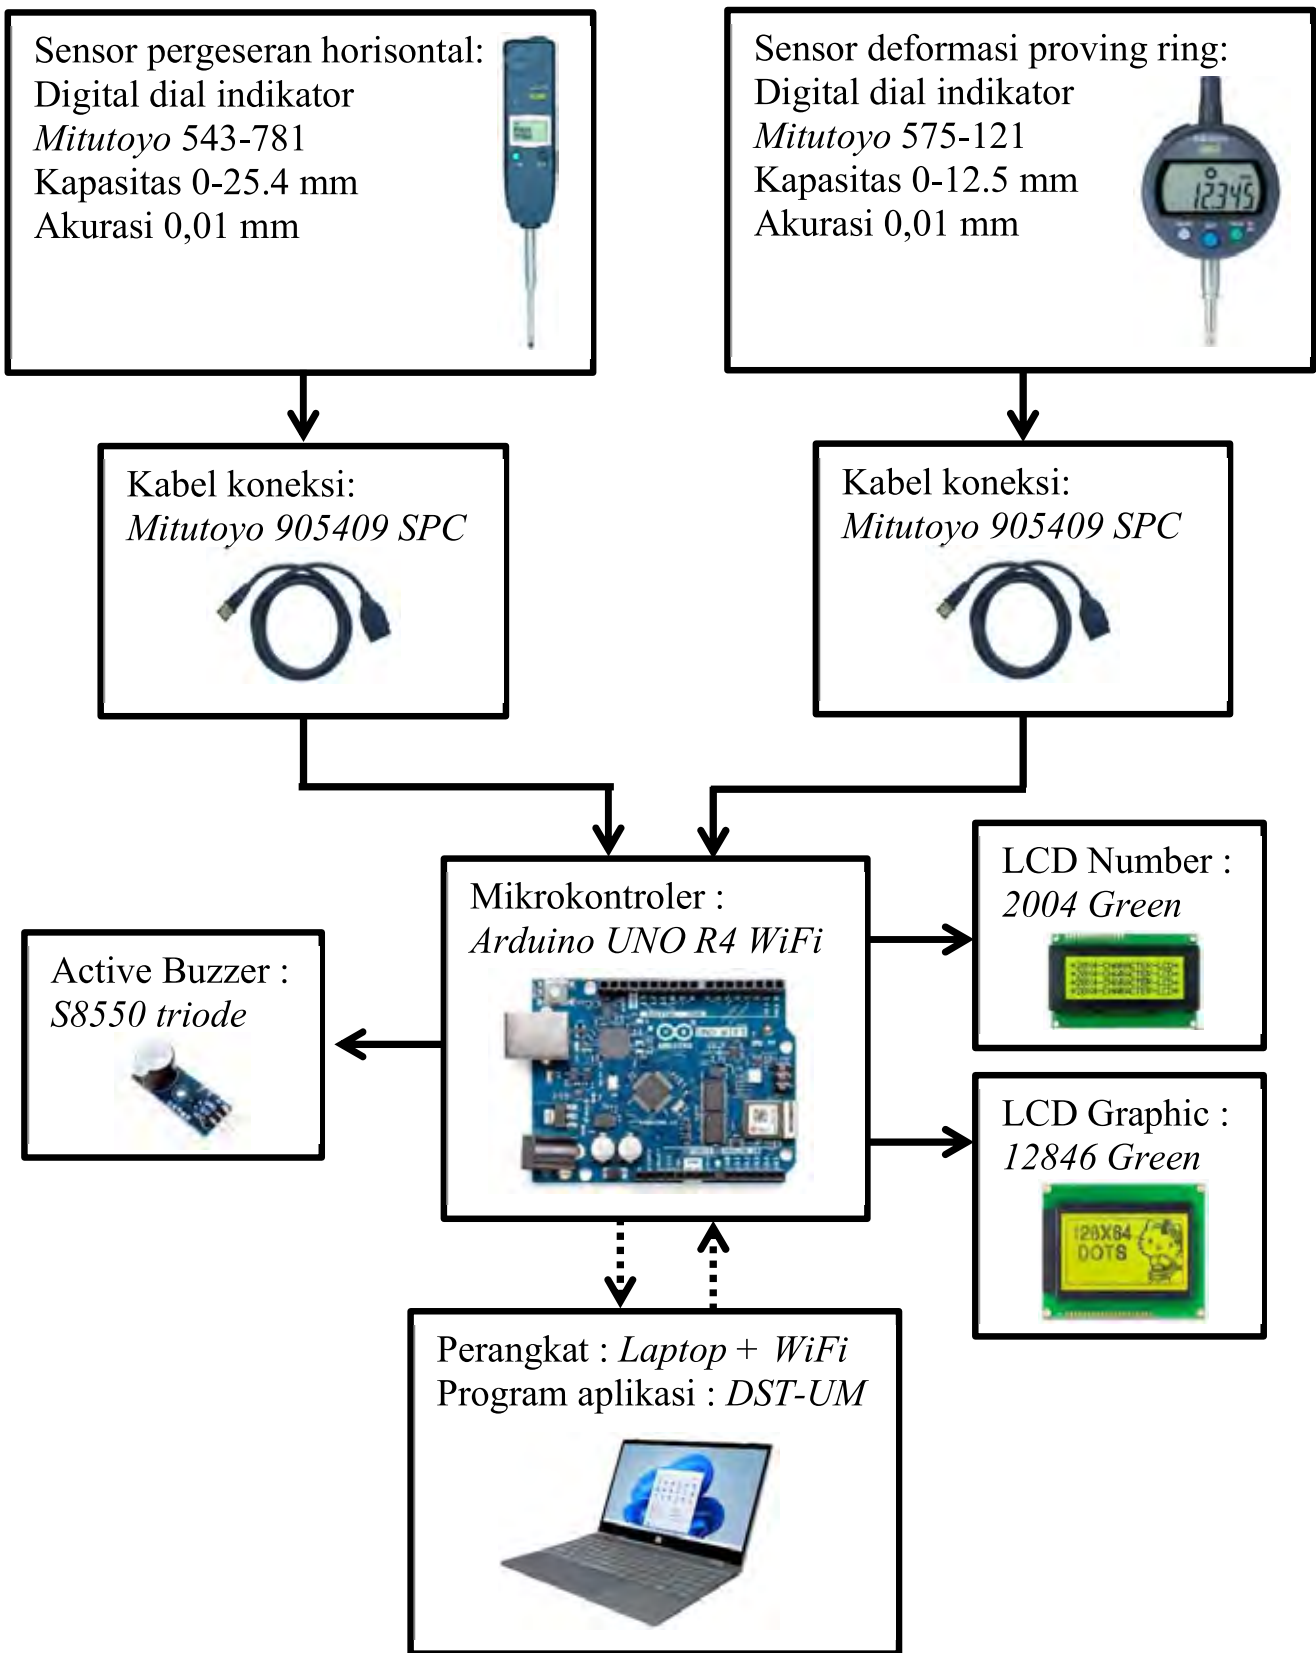 Sensor pergeseran horisontal:
Digital dial indikator
Mitutoyo 543-781
Kapasitas 0-25.4 mm
Akurasi 0,01 mm
Sensor deformasi proving ring:
Digital dial indikator
Mitutoyo 575-121
Kapasitas 0-12.5 mm
Akurasi 0,01 mm
12345
Kabel koneksi:
Mitutoyo 905409 SPC
Kabel koneksi:
Mitutoyo 905409 SPC
Mikrokontroler :
Arduino UNO R4 WiFi
UNO WIFI
Active Buzzer :
S8550 triode
LCD Number :
2004 Green
LCD Graphic :
12846 Green
128X64
DOTS
Perangkat : Laptop + WiFi
Program aplikasi : DST-UM